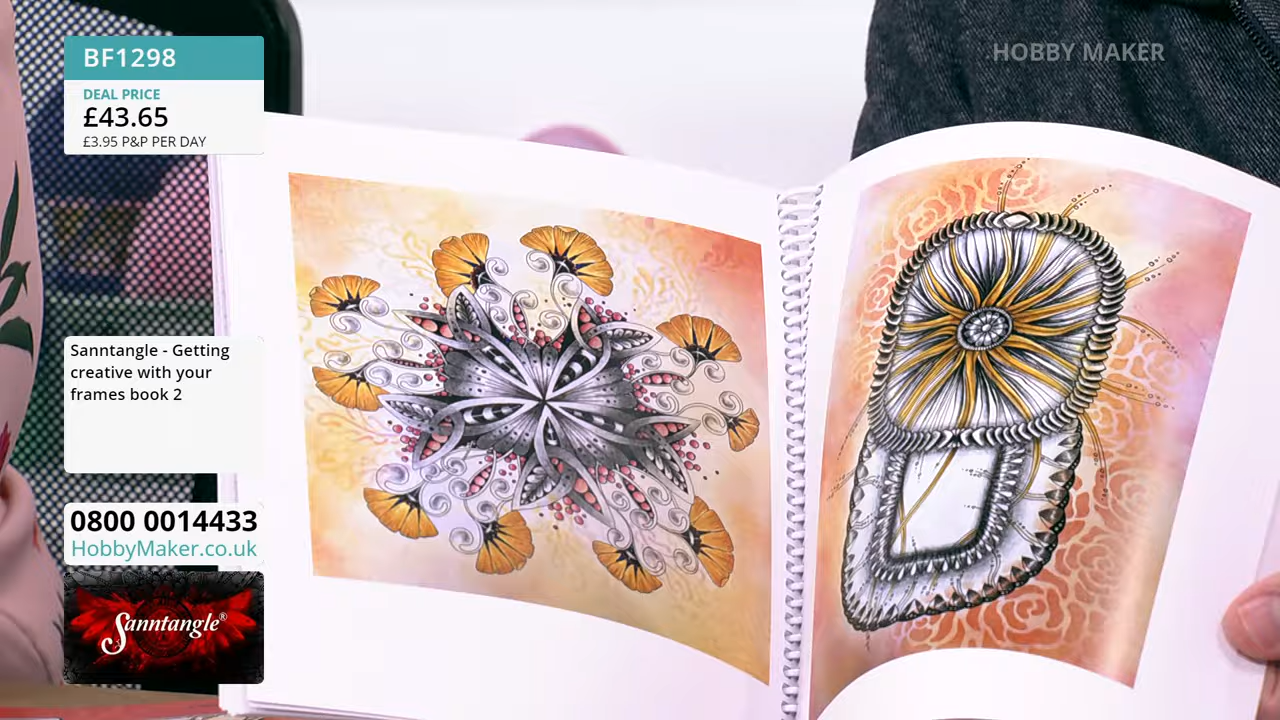 BF1298
DEAL PRICE
£43.65
£3.95 P&P PER DAY
HOBBY MAKER
Sanntangle - Getting
creative with your
frames book 2
0800 0014433
HobbyMaker.co.uk
Sanntangle®